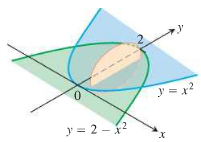 2
y
0
y = x²
y = 2 − x²
x